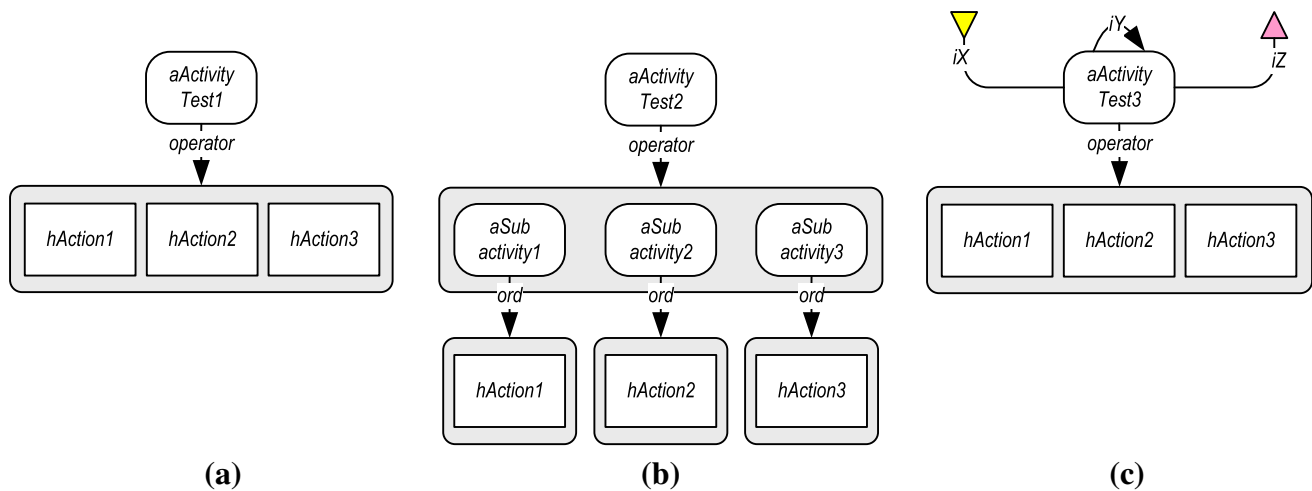 aActivity
Test1
operator
hAction1 hAction2 hAction3
(a)
aActivity
Test2
operator
aSub
activity1
aSub
activity2
aSub
activity3
ord ord ord
hAction1 hAction2 hAction3
(b)
iX iY iZ
aActivity
Test3
operator
hAction1 hAction2 hAction3
(c)